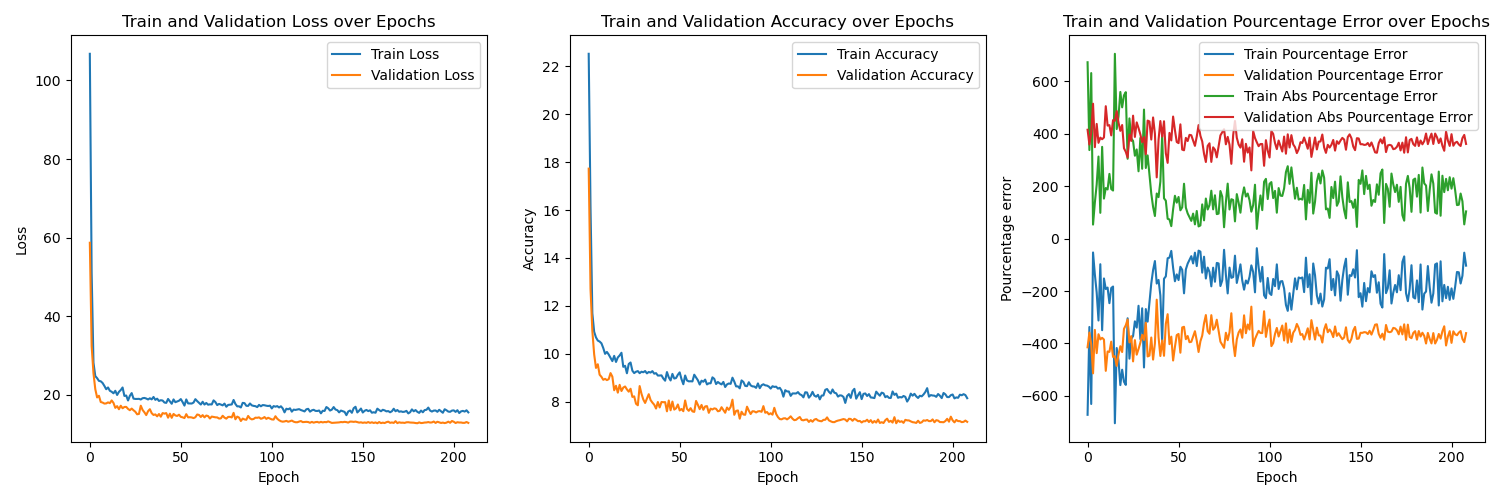 Train and Validation Loss over Epochs
Train Loss
Validation Loss
100
80
60
40
20
Loss
0
50
100
150
200
Epoch
Train and Validation Accuracy over Epochs
Train Accuracy
Validation Accuracy
22
20
18
16
14
12
10
8
Accuracy
0
50
100
150
200
Epoch
Train and Validation Pourcentage Error over Epochs
Train Pourcentage Error
Validation Pourcentage Error
Train Abs Pourcentage Error
Validation Abs Pourcentage Error
600
400
200
0
−200
−400
−600
Pourcentage error
0
50
100
150
200
Epoch